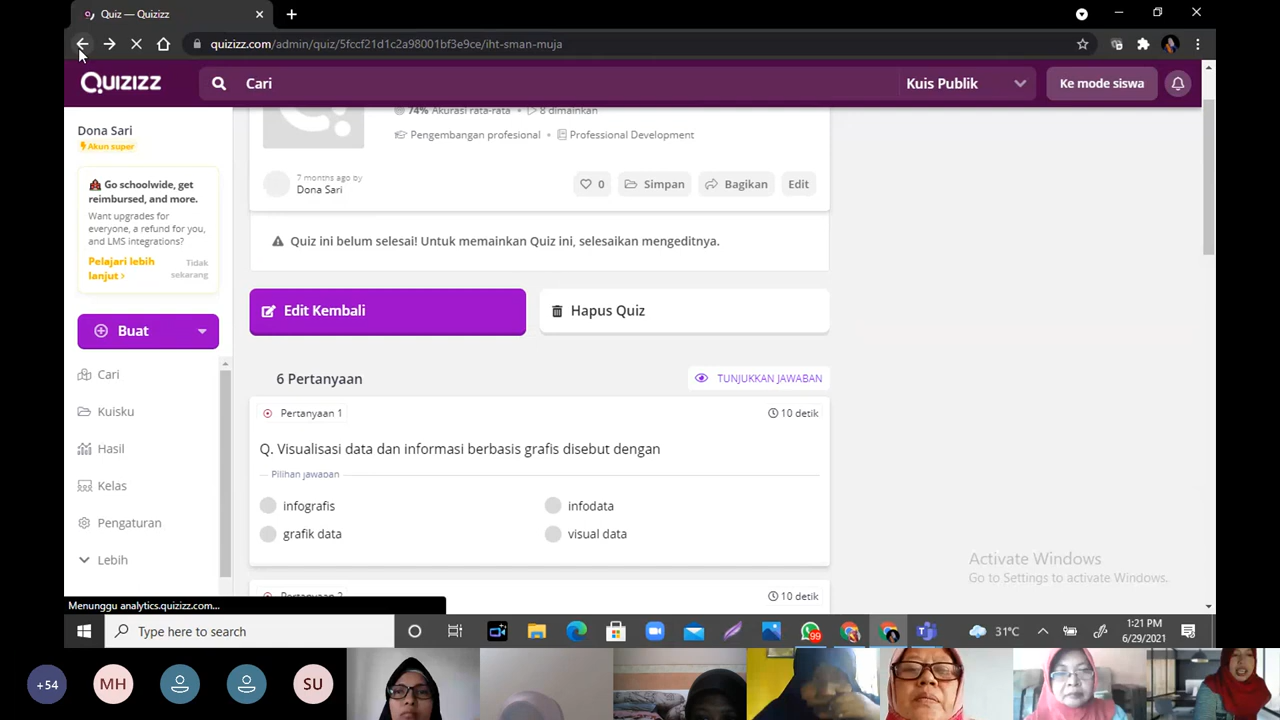 Quiz — Quizizz
quizizz.com/admin/quiz/5fccf21d1c2a98001bf3e9ce/iht-sman-muja
QUIZIZZ
Cari
Kuis Publik
Ke mode siswa
Dona Sari
Akun super
Go schoolwide, get
reimbursed, and more.
Want upgrades for
everyone, a refund for you,
and LMS integrations?
Pelajari lebih
lanjut >
Tidak
sekarang
Buat
Cari
Kuisku
Hasil
Kelas
Pengaturan
Lebih
74% Akurasi rata-rata • 8 dimainkan
Pengembangan profesional • Professional Development
7 months ago by
Dona Sari
0
Simpan
Bagikan
Edit
Quiz ini belum selesai! Untuk memainkan Quiz ini, selesaikan mengeditnya.
Edit Kembali
Hapus Quiz
6 Pertanyaan
TUNJUKKAN JAWABAN
Pertanyaan 1
10 detik
Q. Visualisasi data dan informasi berbasis grafis disebut dengan
Pilihan jawaban
infografis
infodata
grafik data
visual data
Pertanyaan 2
10 detik
Activate Windows
Go to Settings to activate Windows.
Menunggu analytics.quizizz.com...
Type here to search
99
31°C
1:21 PM
6/29/2021
+54
MH
SU